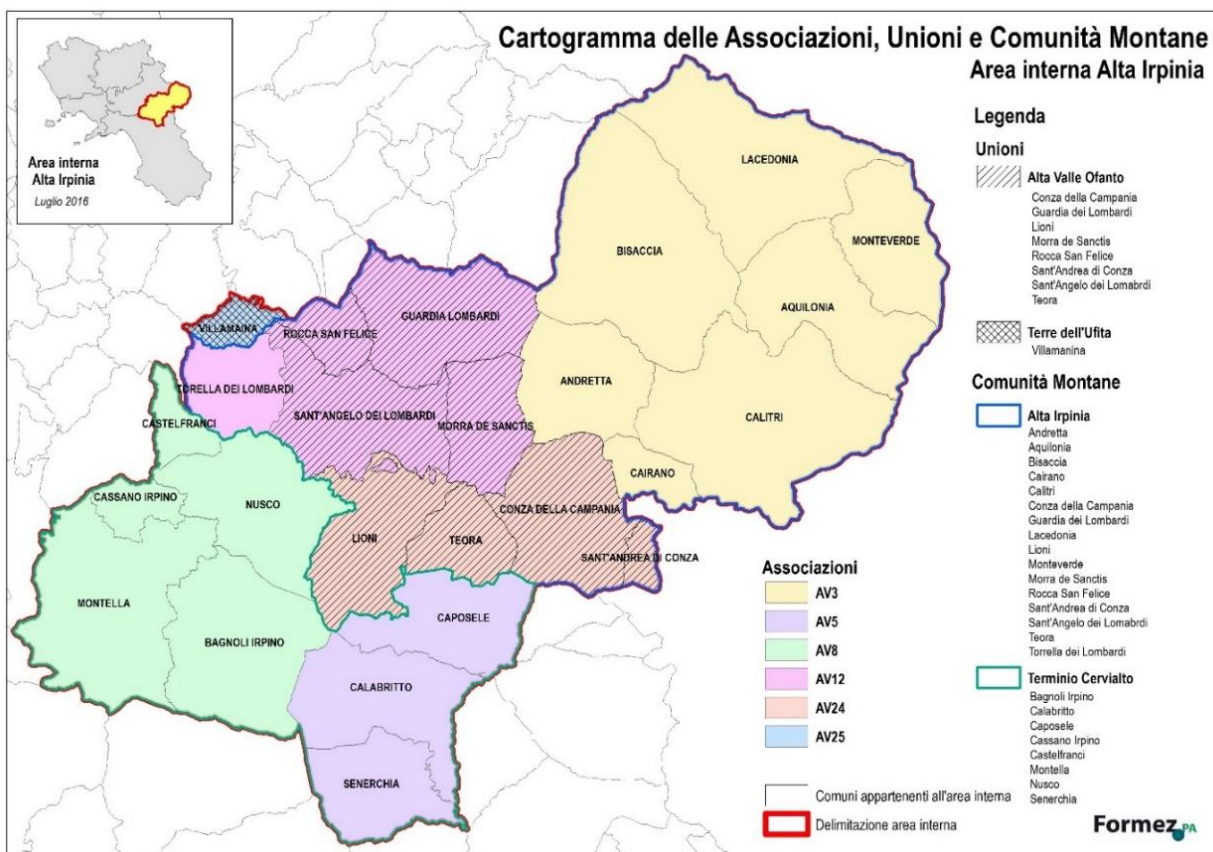 Cartogramma delle Associazioni, Unioni e Comunità Montane
Area interna Alta Irpinia
Area interna
Alta Irpinia
Luglio 2016
LACEDONIA
BISACCIA
MONTEVERDE
AQUILONIA
GUARDIA LOMBARDI
VILLAMAINA
ROCCA SAN FELICE
ANDRETTA
TORELLA DEI LOMBARDI
CALITRI
SANT'ANGELO DEI LOMBARDI
MORRA DE SANCTIS
CASTELFRANCI
CAIRANO
CASSANO IRPINO
NUSCO
CONZA DELLA CAMPANIA
LIONI
TEORA
SANT'ANDREA DI CONZA
MONTELLA
CAPOSELE
BAGNOLI IRPINO
CALABRITTO
SENERCHIA
Associazioni
AV3
AV5
AV8
AV12
AV24
AV25
Comuni appartenenti all'area interna
Delimitazione area interna
Legenda
Unioni
Alta Valle Ofanto
Conza della Campania
Guardia dei Lombardi
Lioni
Morra de Sanctis
Rocca San Felice
Sant'Andrea di Conza
Sant'Angelo dei Lomabrdi
Teora
Terre dell'Ufita
Villamanina
Comunità Montane
Alta Irpinia
Andretta
Aquilonia
Bisaccia
Cairano
Calitri
Conza della Campania
Guardia dei Lombardi
Lacedonia
Lioni
Monteverde
Morra de Sanctis
Rocca San Felice
Sant'Andrea di Conza
Sant'Angelo dei Lomabrdi
Teora
Torrella dei Lombardi
Terminio Cervialto
Bagnoli Irpino
Calabritto
Caposele
Cassano Irpino
Castelfranci
Montella
Nusco
Senerchia
Formez PA